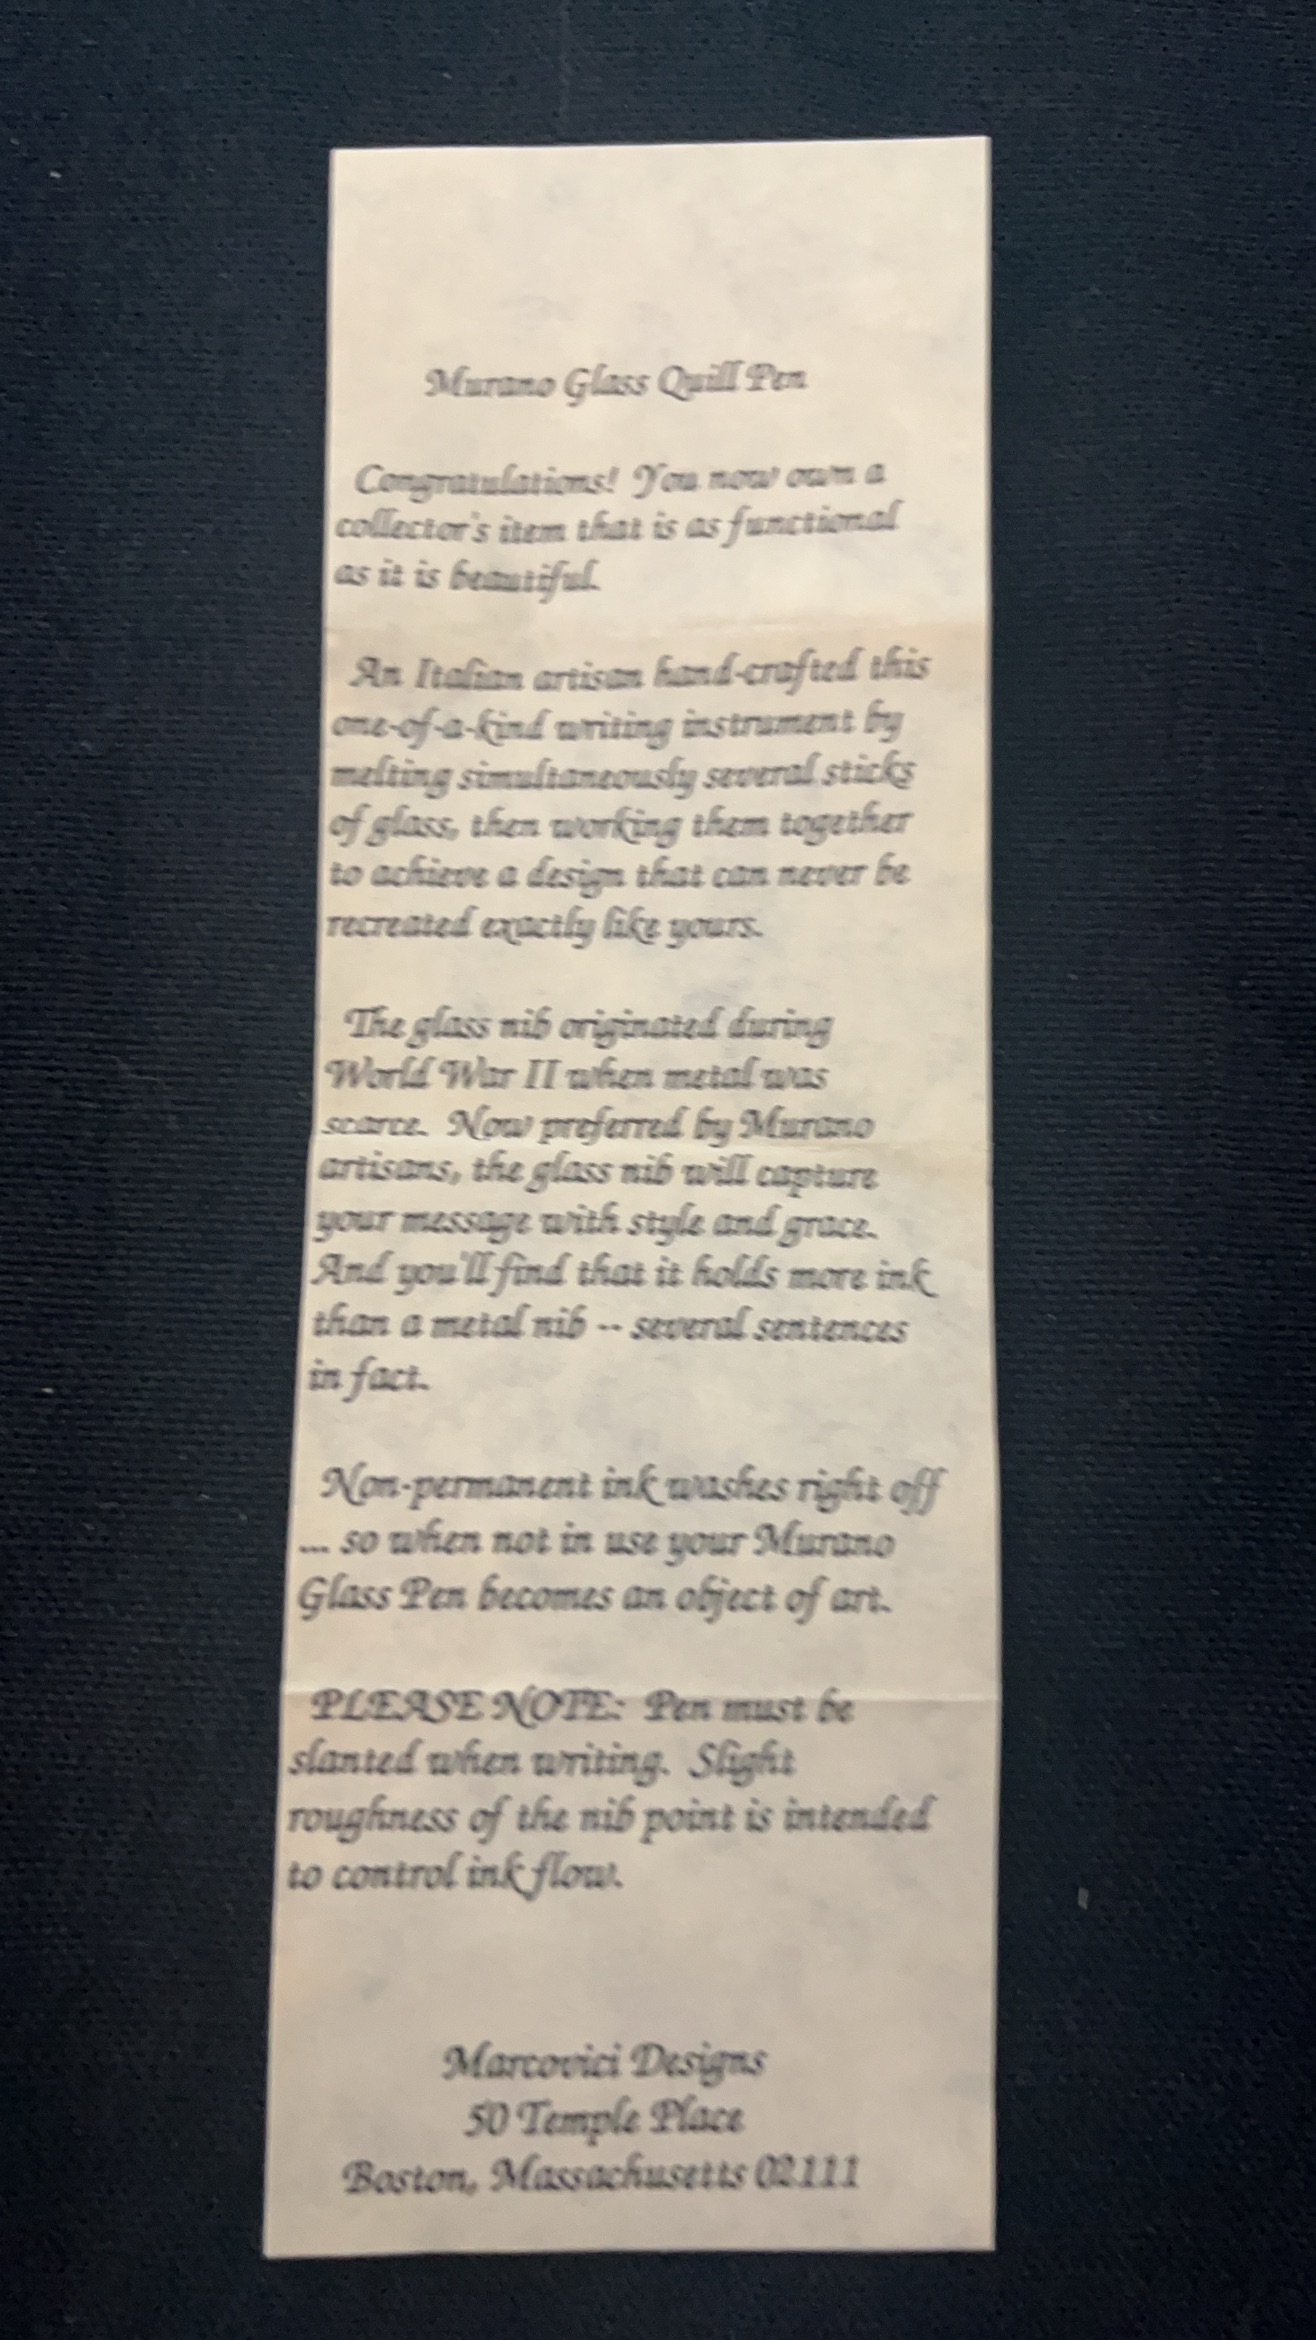 Murano Glass Quill Pen
Congratulations! You now own a
collector's item that is as functional
as it is beautiful.
An Italian artisan hand-crafted this
one-of-a-kind writing instrument by
melting simultaneously several sticks
of glass, then working them together
to achieve a design that can never be
recreated exactly like yours.
The glass nib originated during
World War II when metal was
scarce. Now preferred by Murano
artisans, the glass nib will capture
your message with style and grace.
And you'll find that it holds more ink
than a metal nib -- several sentences
in fact.
Non-permanent ink washes right off
... so when not in use your Murano
Glass Pen becomes an object of art.
PLEASE NOTE: Pen must be
slanted when writing. Slight
roughness of the nib point is intended
to control ink flow.
Marcovici Designs
50 Temple Place
Boston, Massachusetts 02111